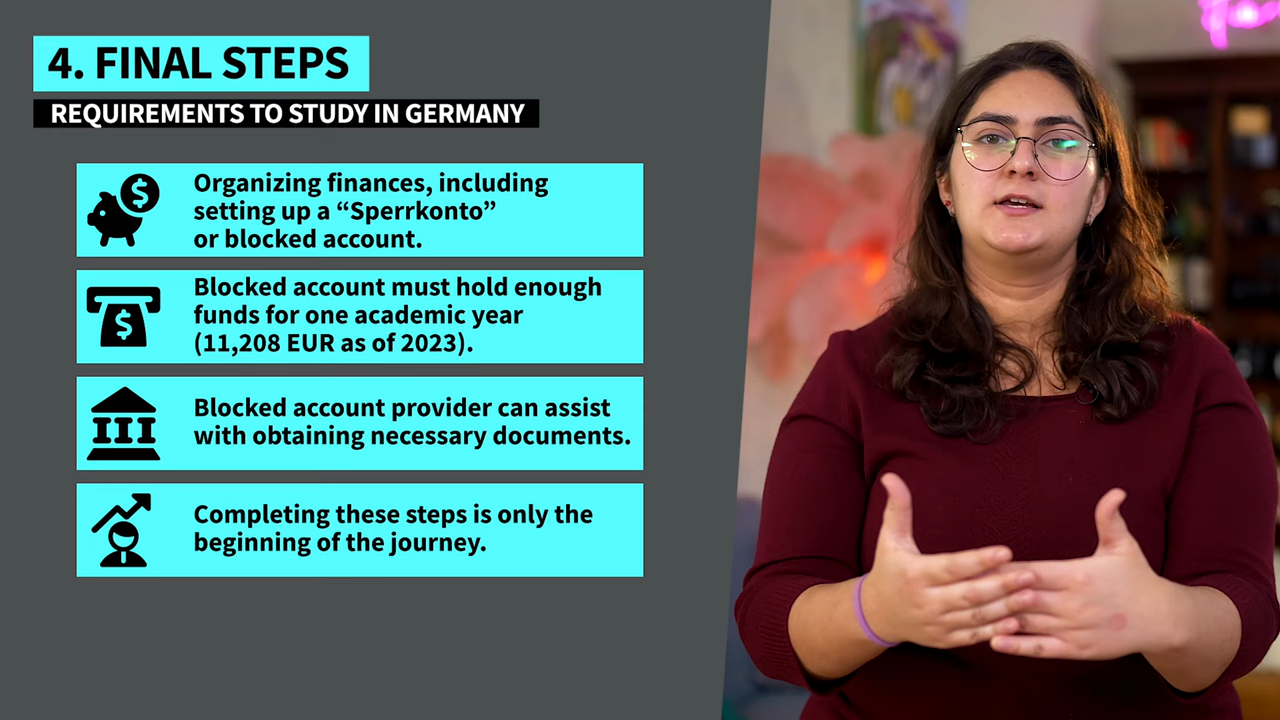 4. FINAL STEPS
REQUIREMENTS TO STUDY IN GERMANY
Organizing finances, including
setting up a “Sperrkonto”
or blocked account.
Blocked account must hold enough
funds for one academic year
(11,208 EUR as of 2023).
Blocked account provider can assist
with obtaining necessary documents.
Completing these steps is only the
beginning of the journey.